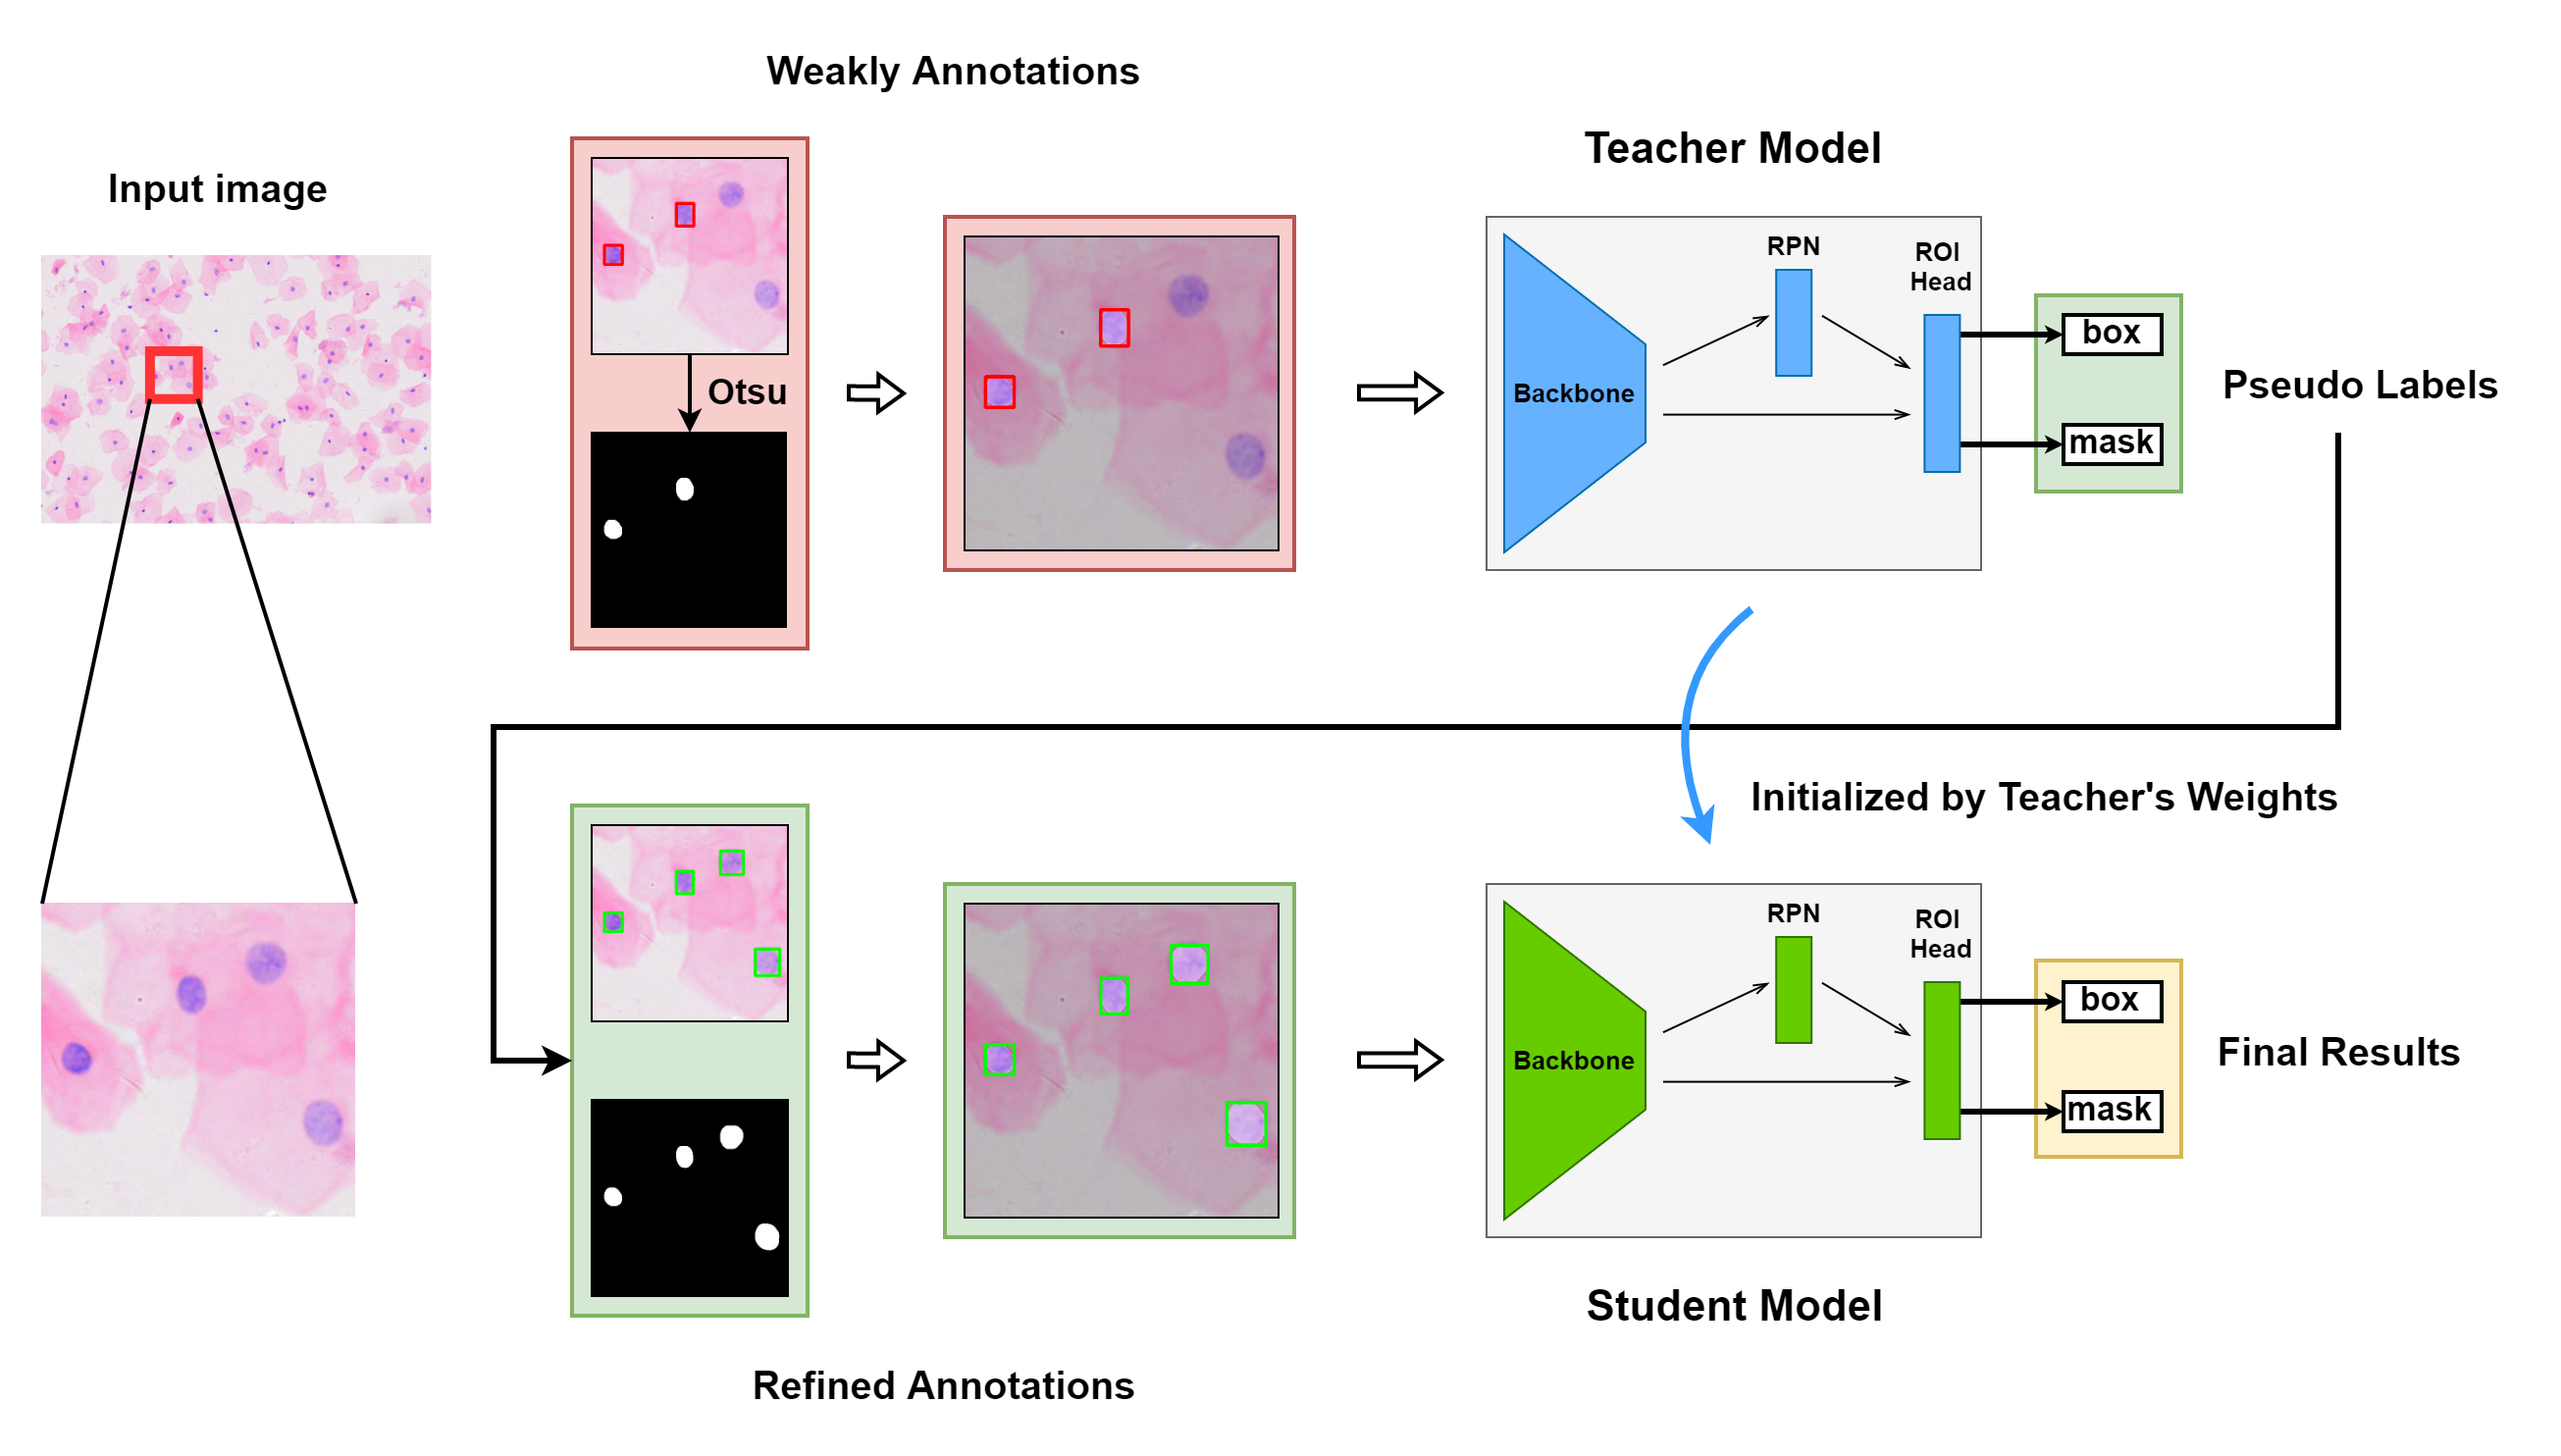 Weakly Annotations
Input image
Otsu
Teacher Model
RPN
ROI
Head
Backbone
box
mask
Pseudo Labels
Initialized by Teacher's Weights
RPN
ROI
Head
Backbone
box
mask
Final Results
Student Model
Refined Annotations